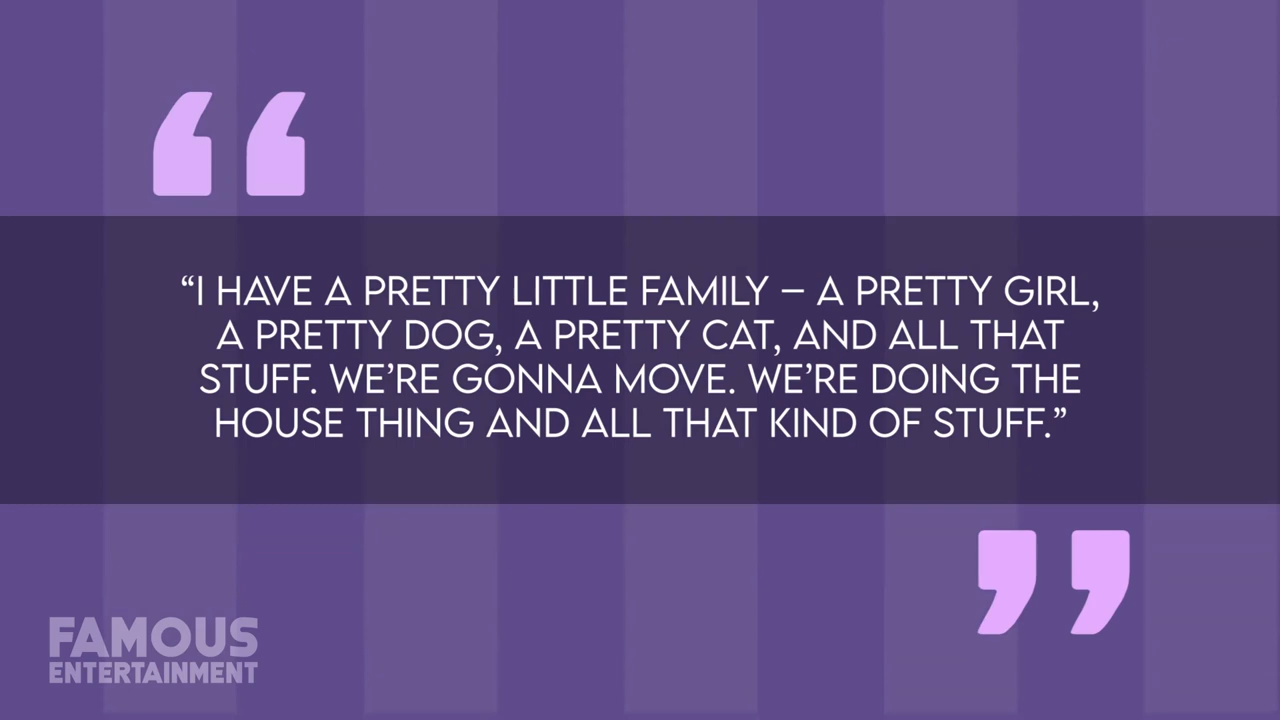 “I HAVE A PRETTY LITTLE FAMILY – A PRETTY GIRL,
A PRETTY DOG, A PRETTY CAT, AND ALL THAT
STUFF. WE’RE GONNA MOVE. WE’RE DOING THE
HOUSE THING AND ALL THAT KIND OF STUFF.”
FAMOUS
ENTERTAINMENT